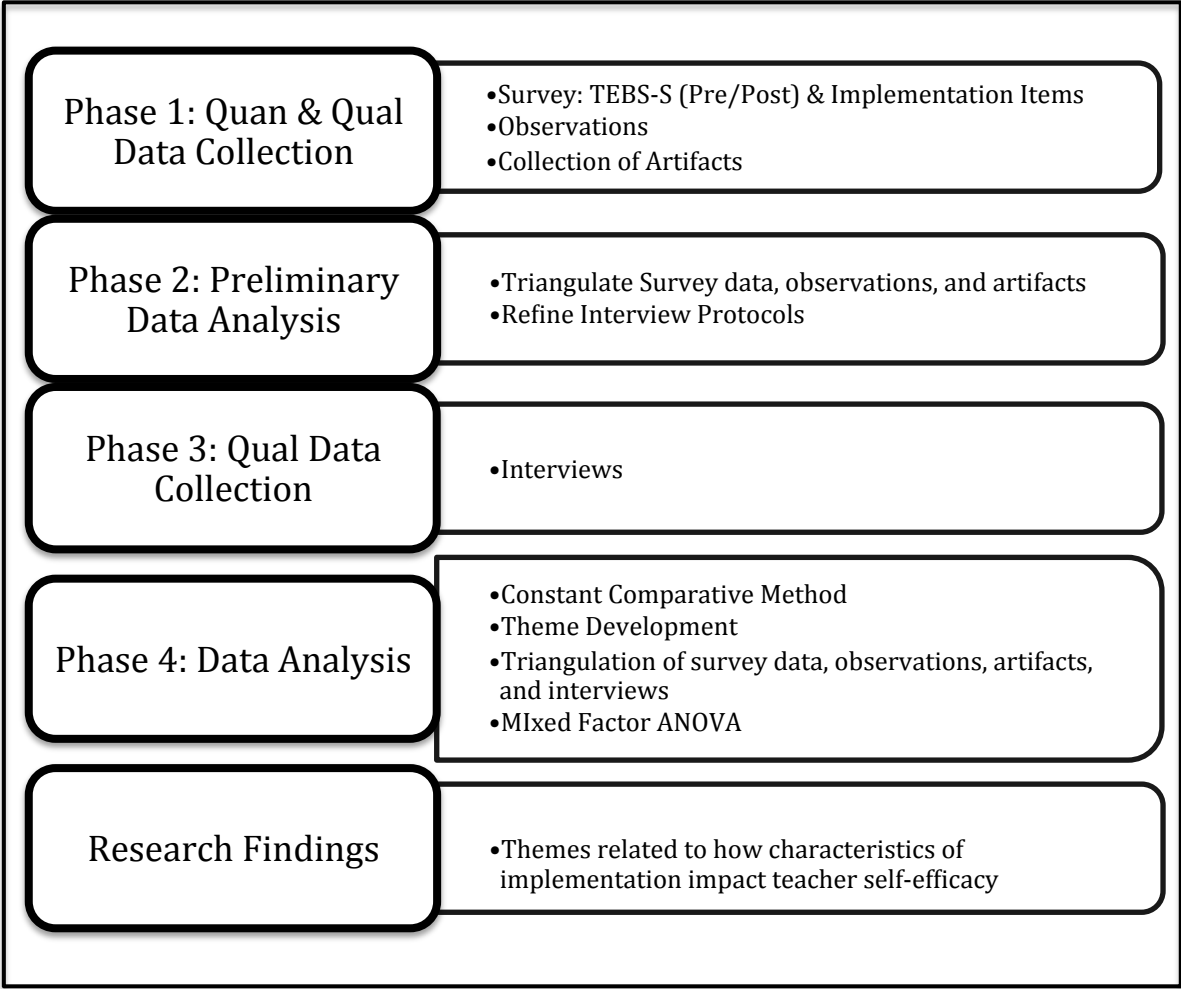 Phase 1: Quan & Qual
Data Collection
•Survey: TEBS-S (Pre/Post) & Implementation Items
•Observations
•Collection of Artifacts
Phase 2: Preliminary
Data Analysis
•Triangulate Survey data, observations, and artifacts
•Refine Interview Protocols
Phase 3: Qual Data
Collection
•Interviews
Phase 4: Data Analysis
•Constant Comparative Method
•Theme Development
•Triangulation of survey data, observations, artifacts,
and interviews
•MIxed Factor ANOVA
Research Findings
•Themes related to how characteristics of
implementation impact teacher self-efficacy